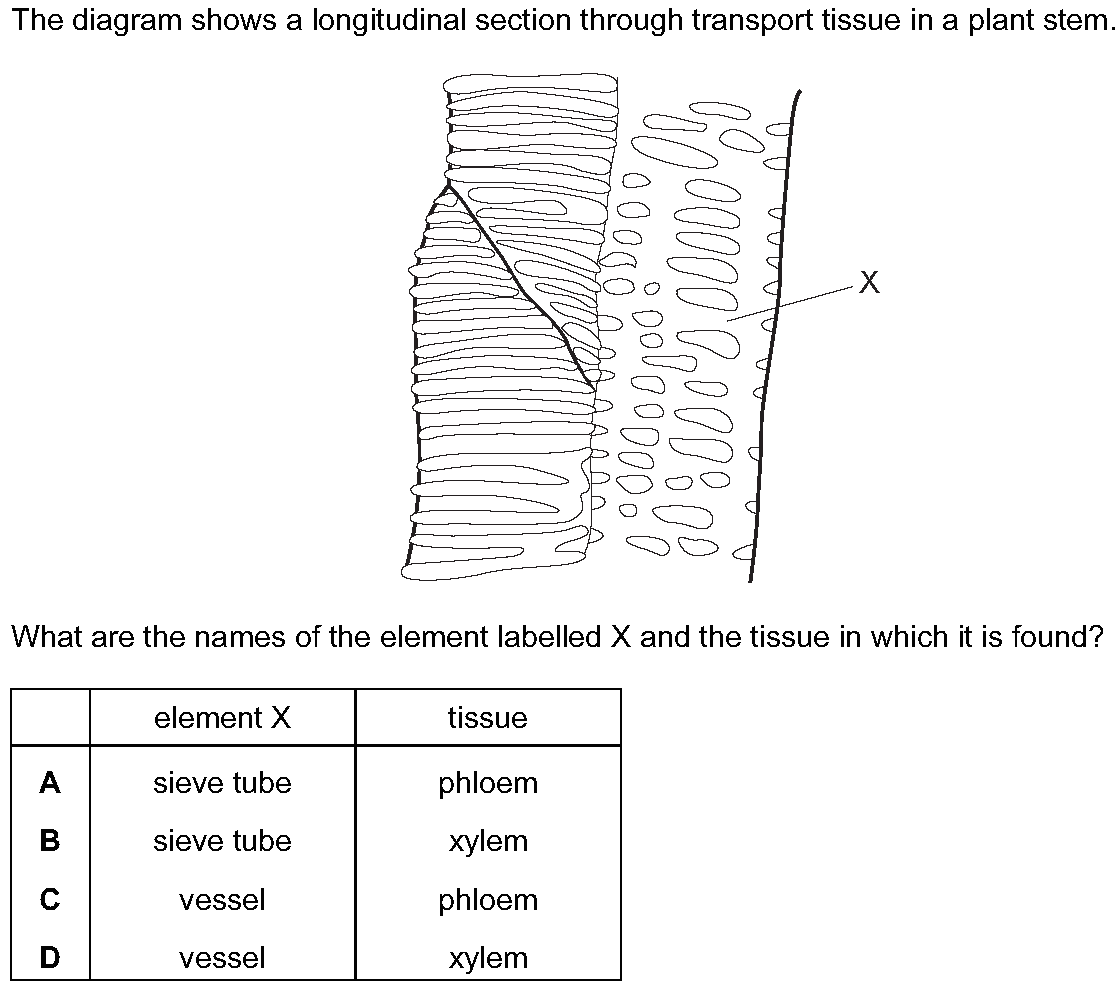 The diagram shows a longitudinal section through transport tissue in a plant stem.
X
What are the names of the element labelled X and the tissue in which it is found?
element X tissue
A sieve tube phloem
B sieve tube xylem
C vessel phloem
D vessel xylem